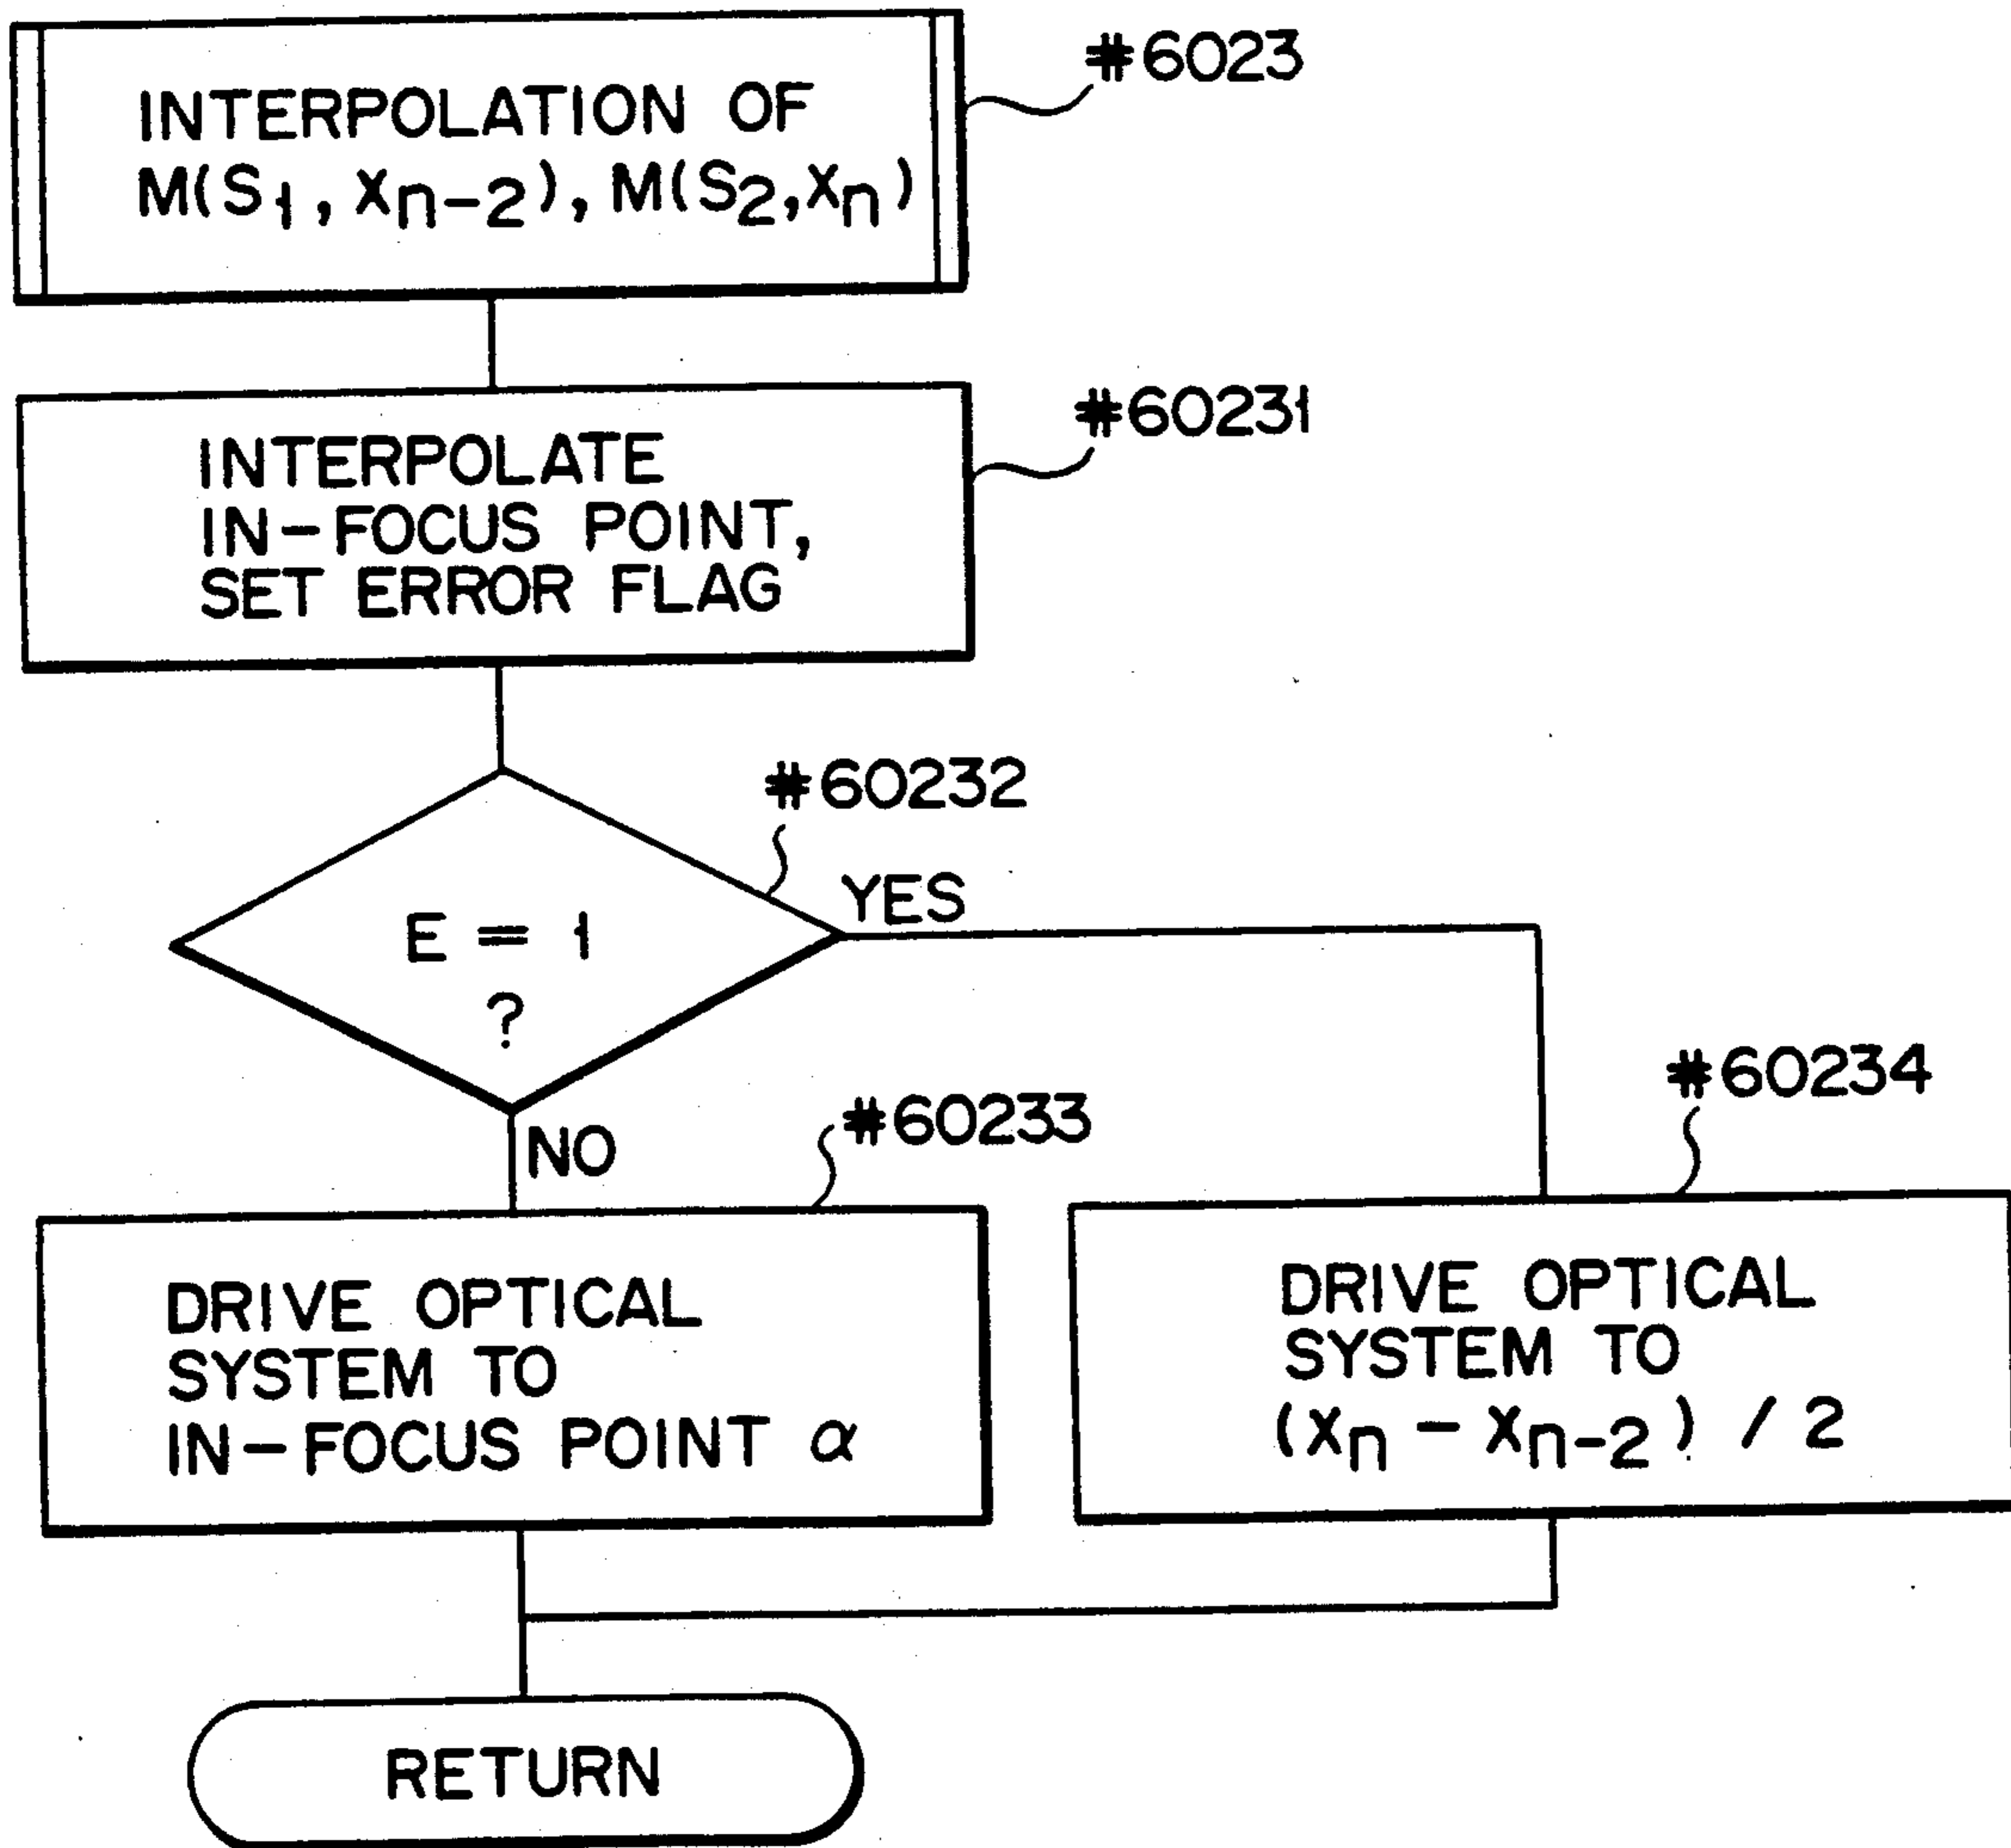 INTERPOLATION OF
M(S₁, Xₙ₋₂), M(S₂, Xₙ)
#6023
INTERPOLATE
IN-FOCUS POINT,
SET ERROR FLAG
#60231
E = 1
?
#60232
YES
NO
#60233
DRIVE OPTICAL
SYSTEM TO
IN-FOCUS POINT α
#60234
DRIVE OPTICAL
SYSTEM TO
(Xₙ - Xₙ₋₂) / 2
RETURN